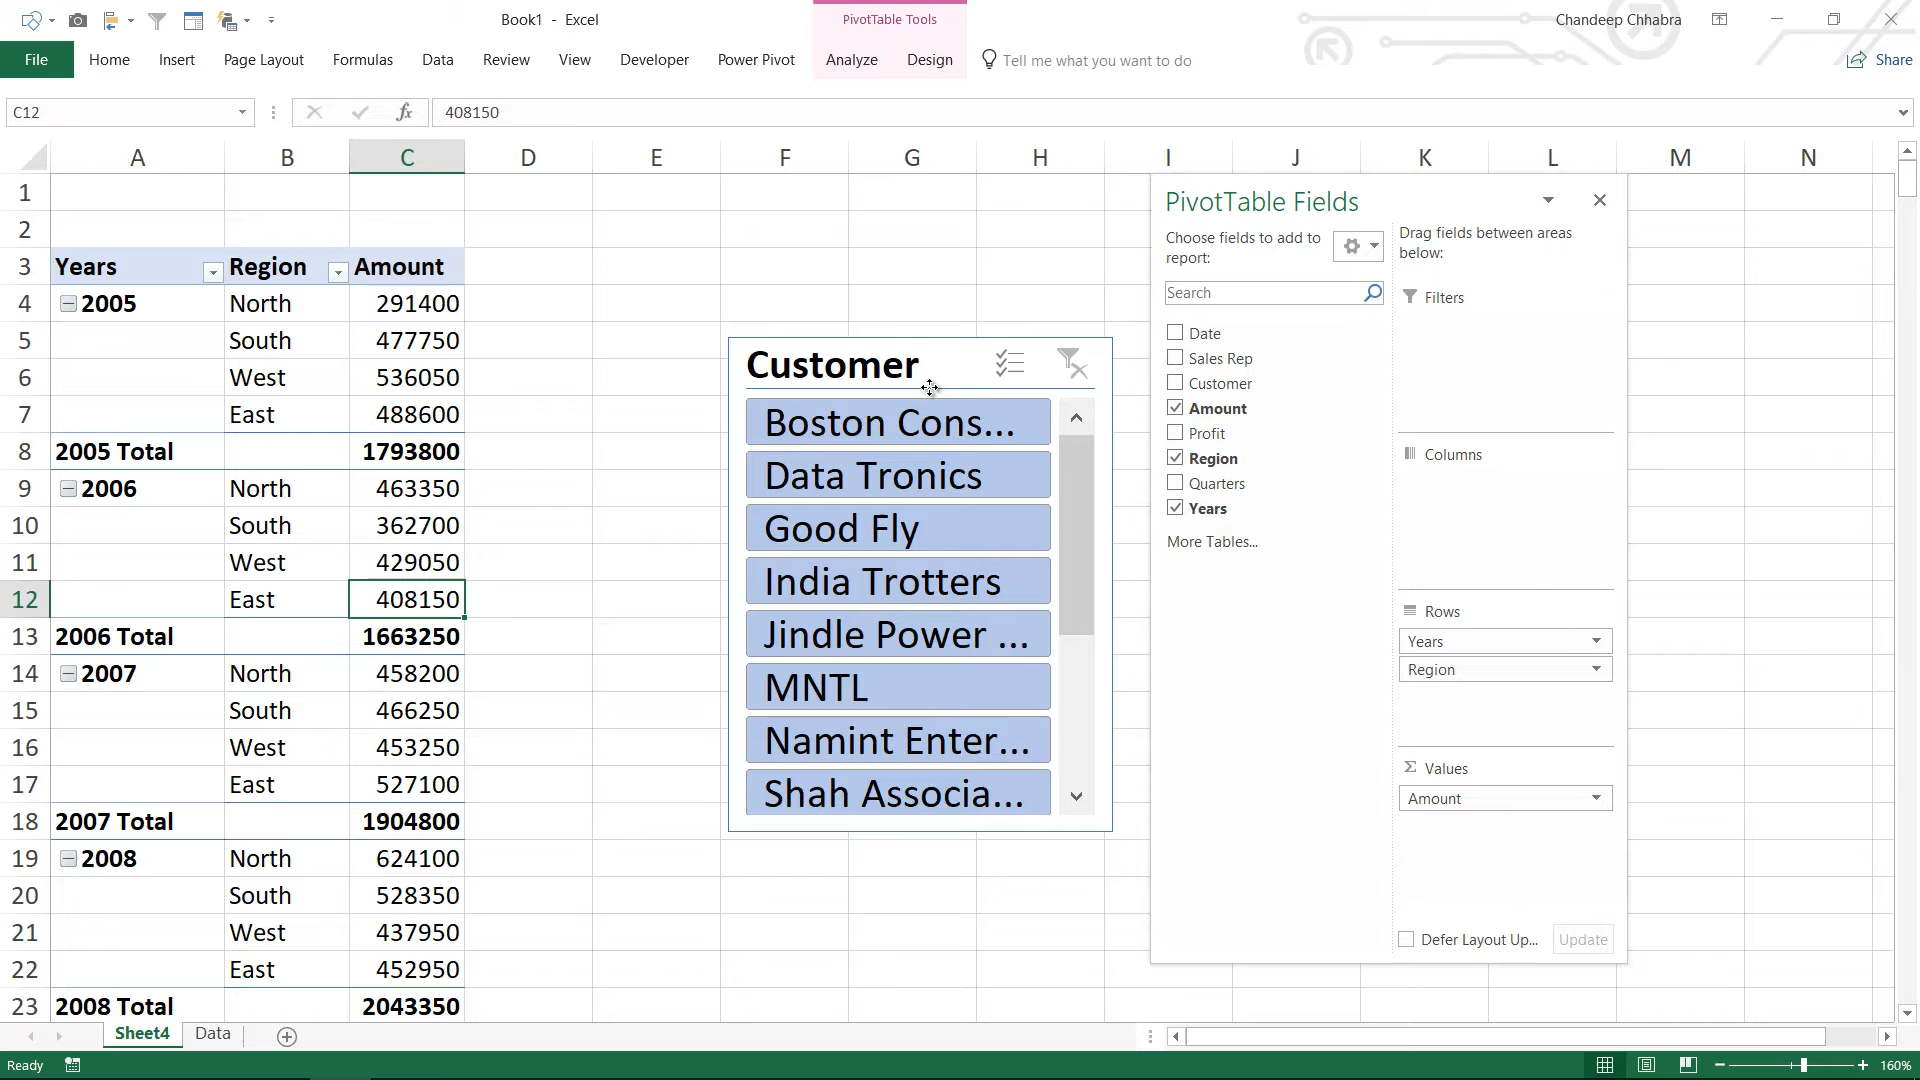 Book1 - Excel
PivotTable Tools
Chandeep Chhabra
File Home Insert Page Layout Formulas Data Review View Developer Power Pivot Analyze Design Tell me what you want to do Share
C12 fx 408150
A B C D E F G H I J K L M N
1
2
3 Years Region Amount
4 2005 North 291400
5 South 477750
6 West 536050
7 East 488600
8 2005 Total 1793800
9 2006 North 463350
10 South 362700
11 West 429050
12 East 408150
13 2006 Total 1663250
14 2007 North 458200
15 South 466250
16 West 453250
17 East 527100
18 2007 Total 1904800
19 2008 North 624100
20 South 528350
21 West 437950
22 East 452950
23 2008 Total 2043350
Customer
Boston Cons...
Data Tronics
Good Fly
India Trotters
Jindle Power ...
MNTL
Namint Enter...
Shah Associa...
PivotTable Fields
Choose fields to add to
report:
Search
Date
Sales Rep
Customer
Amount
Profit
Region
Quarters
Years
More Tables...
Drag fields between areas
below:
Filters
Columns
Rows
Years
Region
Σ Values
Amount
Defer Layout Up... Update
Sheet4 Data
Ready 160%